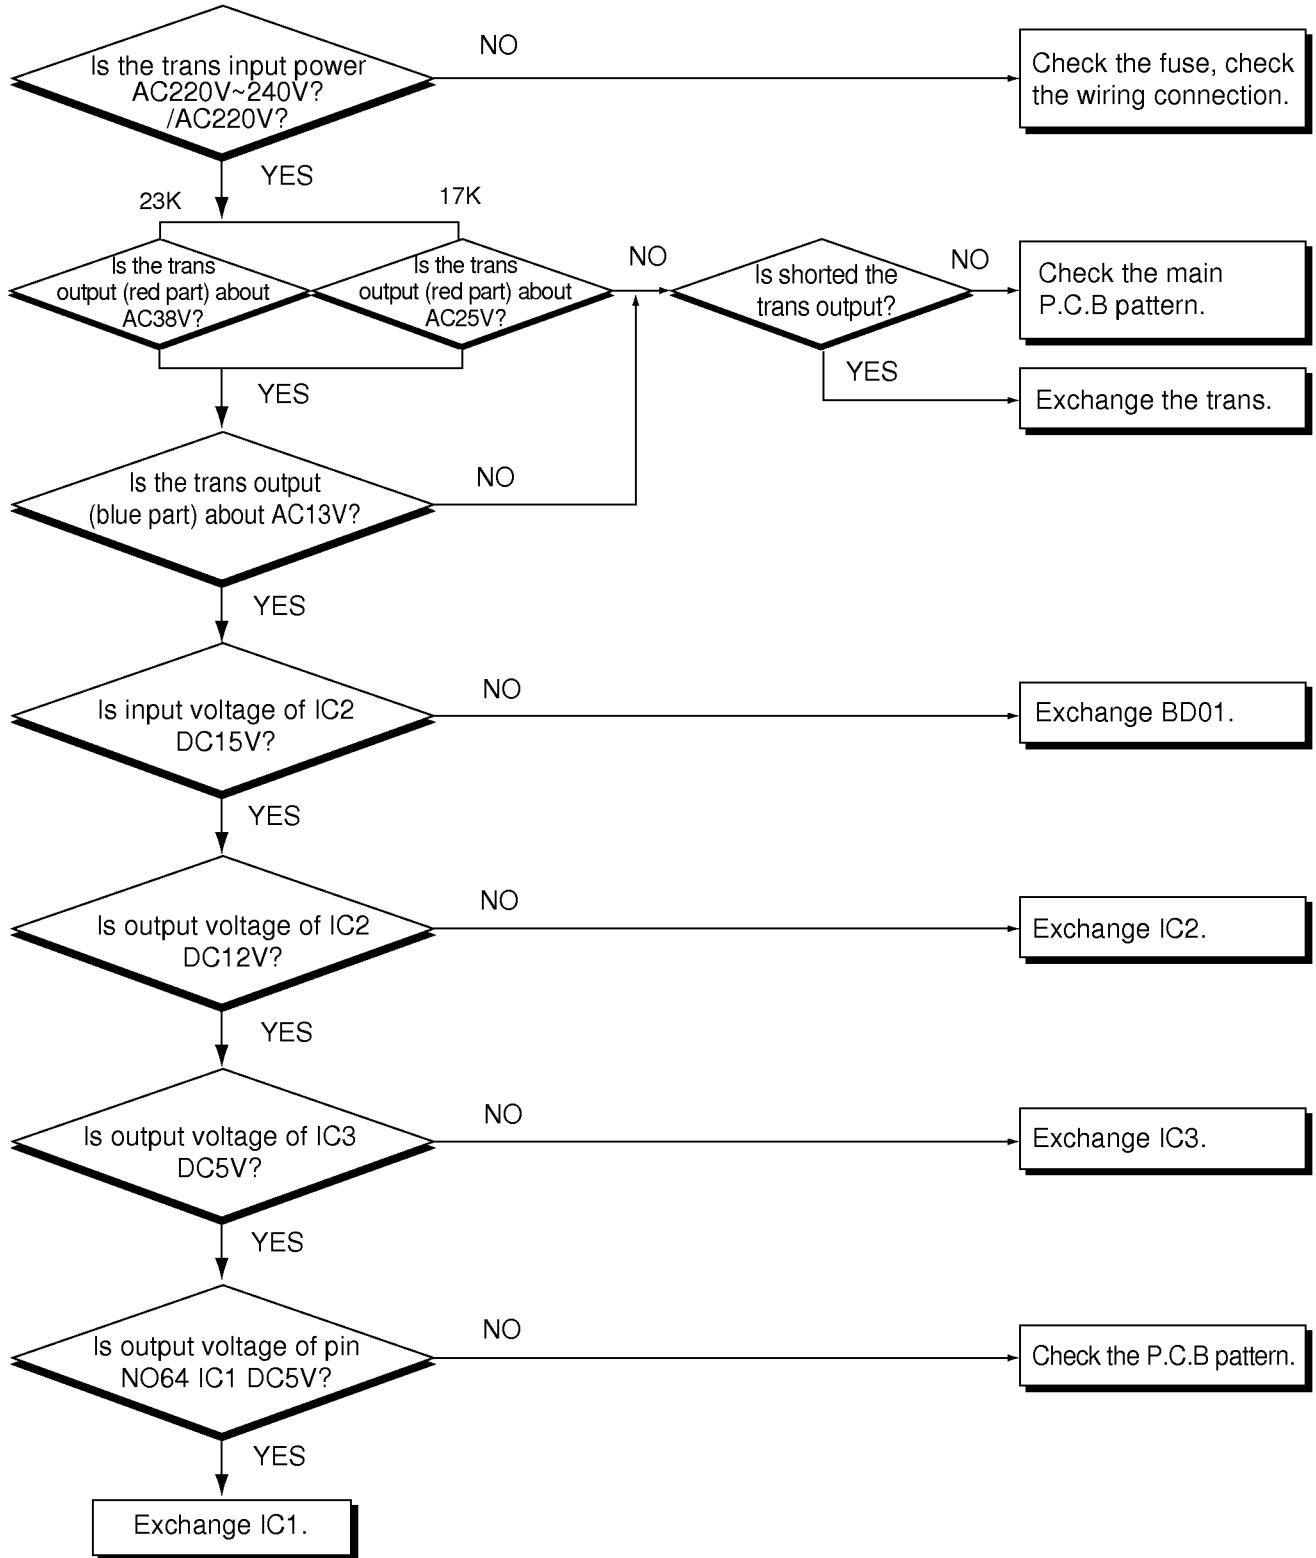 Is the trans input power
AC220V~240V?
/AC220V?
NO
Check the fuse, check
the wiring connection.
YES
23K
17K
Is the trans
output (red part) about
AC38V?
Is the trans
output (red part) about
AC25V?
NO
Is shorted the
trans output?
NO
Check the main
P.C.B pattern.
YES
Exchange the trans.
YES
Is the trans output
(blue part) about AC13V?
NO
YES
Is input voltage of IC2
DC15V?
NO
Exchange BD01.
YES
Is output voltage of IC2
DC12V?
NO
Exchange IC2.
YES
Is output voltage of IC3
DC5V?
NO
Exchange IC3.
YES
Is output voltage of pin
NO64 IC1 DC5V?
NO
Check the P.C.B pattern.
YES
Exchange IC1.